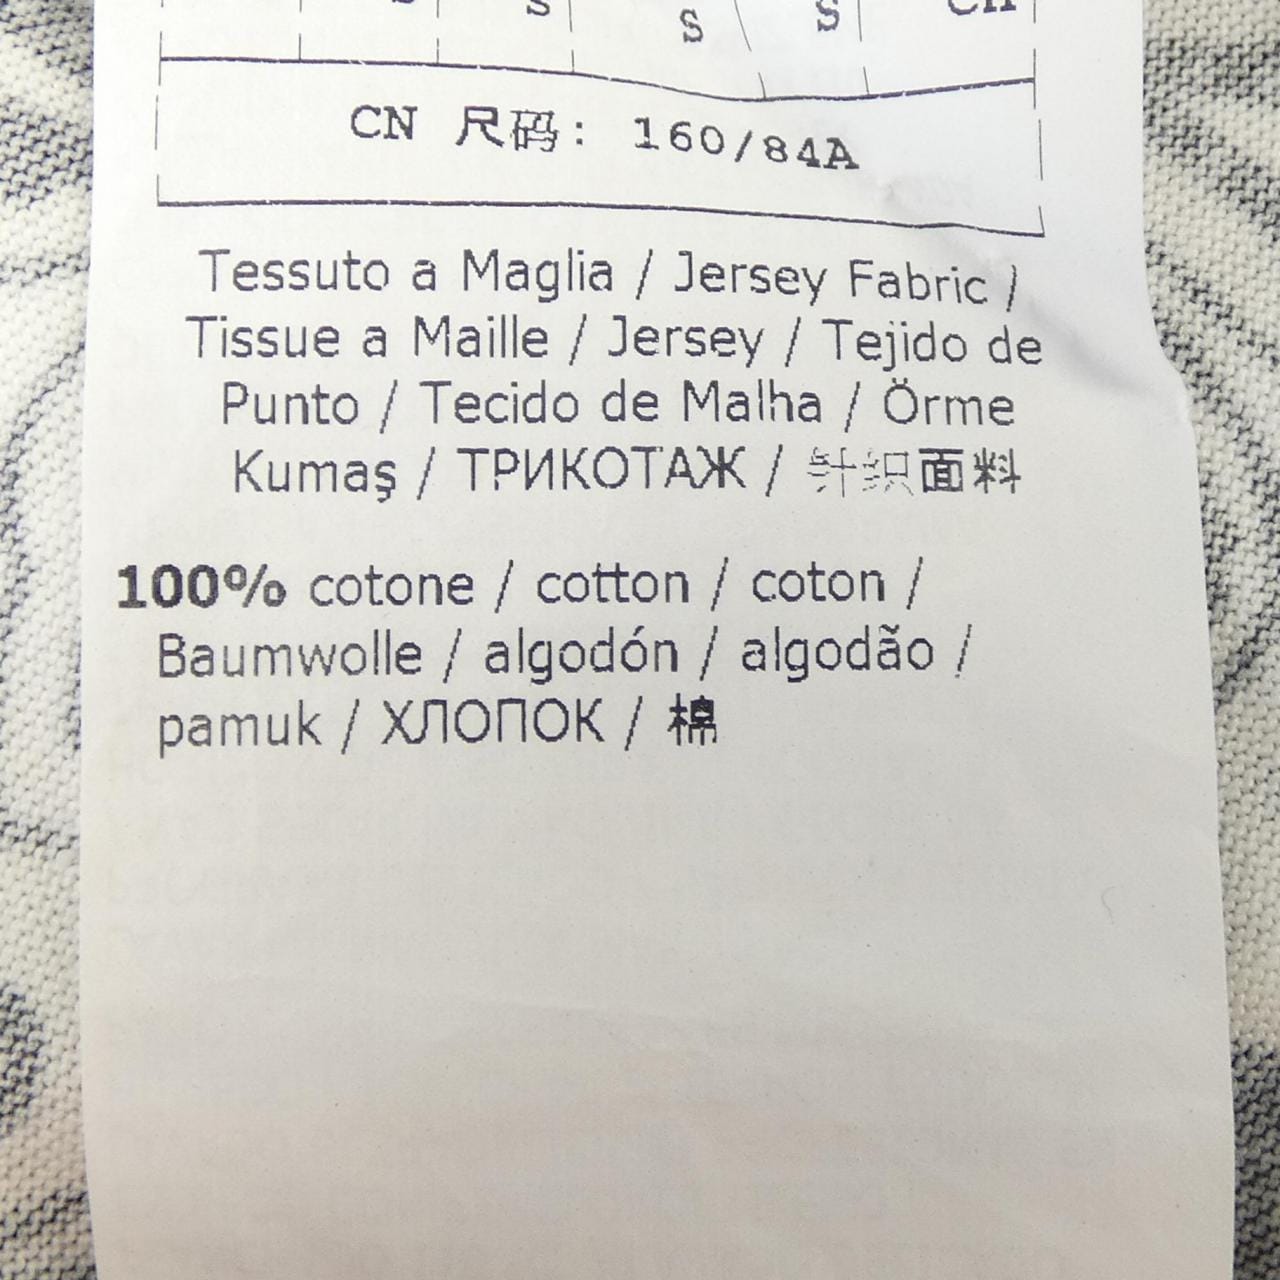 S S S CH
CN 尺码: 160/84A
Tessuto a Maglia / Jersey Fabric /
Tissue a Maille / Jersey / Tejido de
Punto / Tecido de Malha / Örme
Kumaş / ТРИКОТАЖ / 针织面料
100% cotone / cotton / coton /
Baumwolle / algodón / algodão /
pamuk / ХЛОПОК / 棉